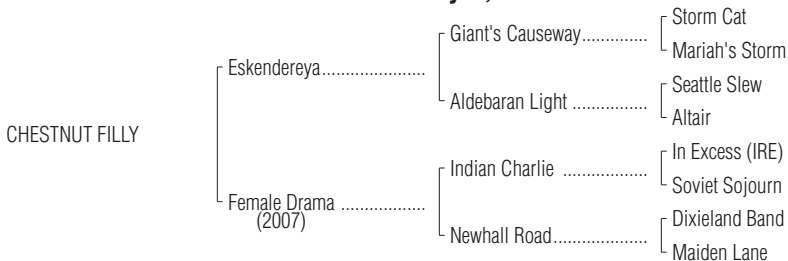 Storm Cat
Giant's Causeway..............
Mariah's Storm
Eskendereya......................
Seattle Slew
Aldebaran Light ................
Altair
CHESTNUT FILLY
In Excess (IRE)
Indian Charlie ..................
Soviet Sojourn
Female Drama ..................
(2007)
Dixieland Band
Newhall Road....................
Maiden Lane